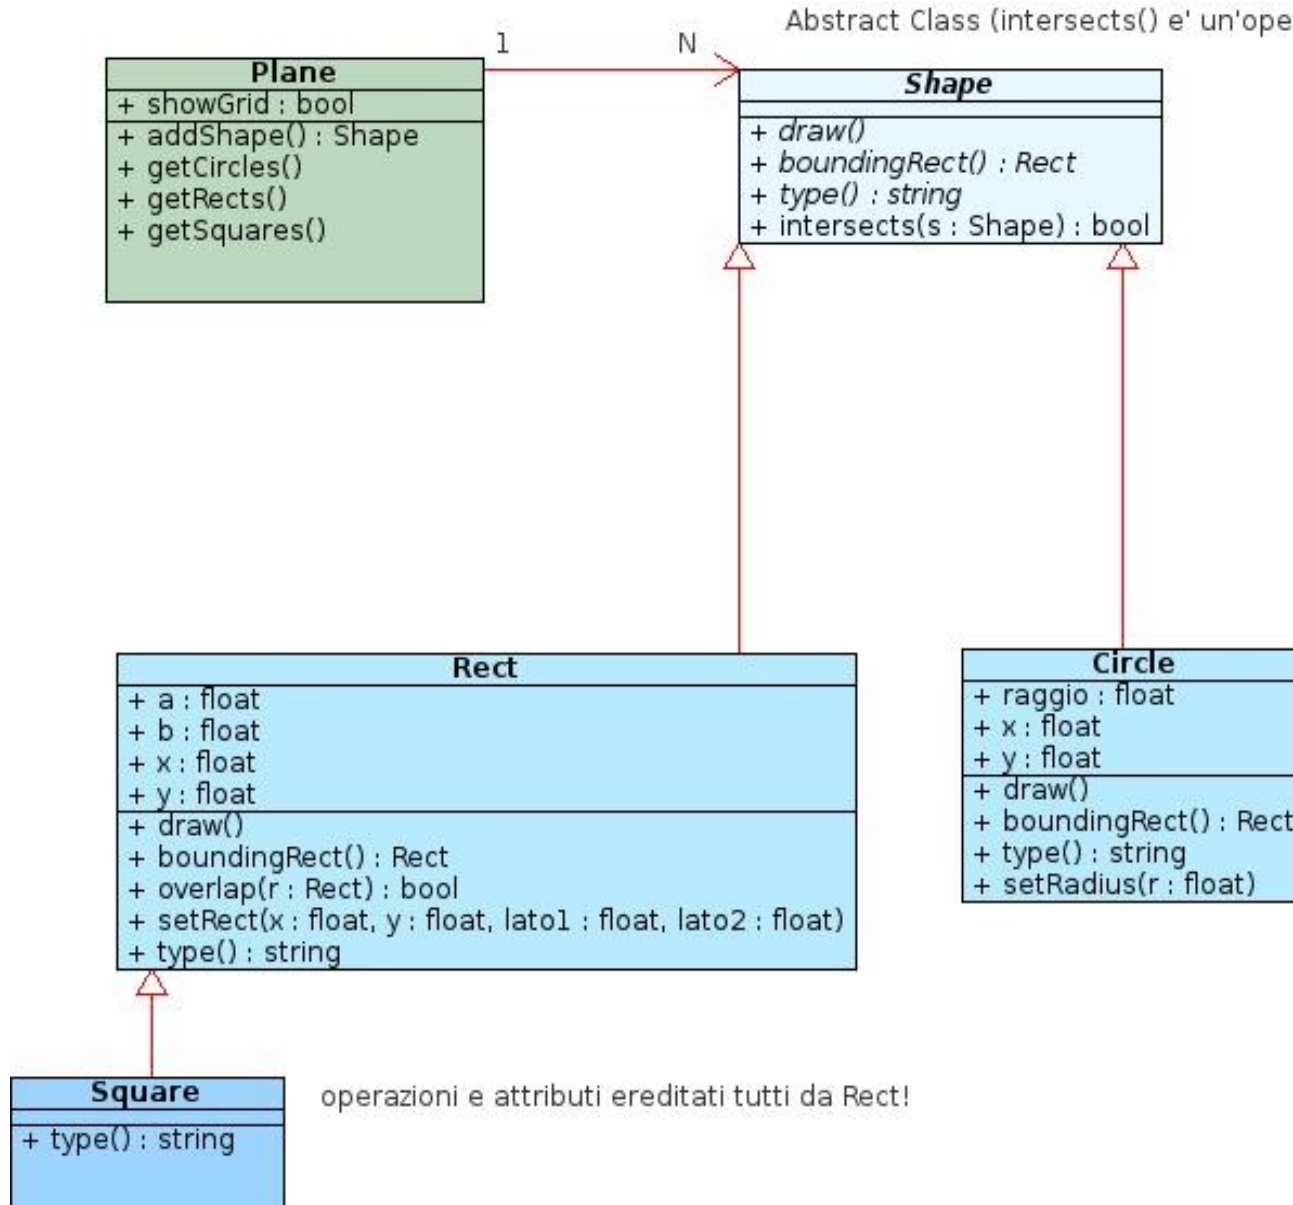 Abstract Class (intersects() e' un'ope
1 N
Plane
+ showGrid : bool
+ addShape() : Shape
+ getCircles()
+ getRects()
+ getSquares()
Shape
+ draw()
+ boundingRect() : Rect
+ type() : string
+ intersects(s : Shape) : bool
Rect
+ a : float
+ b : float
+ x : float
+ y : float
+ draw()
+ boundingRect() : Rect
+ overlap(r : Rect) : bool
+ setRect(x : float, y : float, lato1 : float, lato2 : float)
+ type() : string
Circle
+ raggio : float
+ x : float
+ y : float
+ draw()
+ boundingRect() : Rect
+ type() : string
+ setRadius(r : float)
Square
+ type() : string
operazioni e attributi ereditati tutti da Rect!